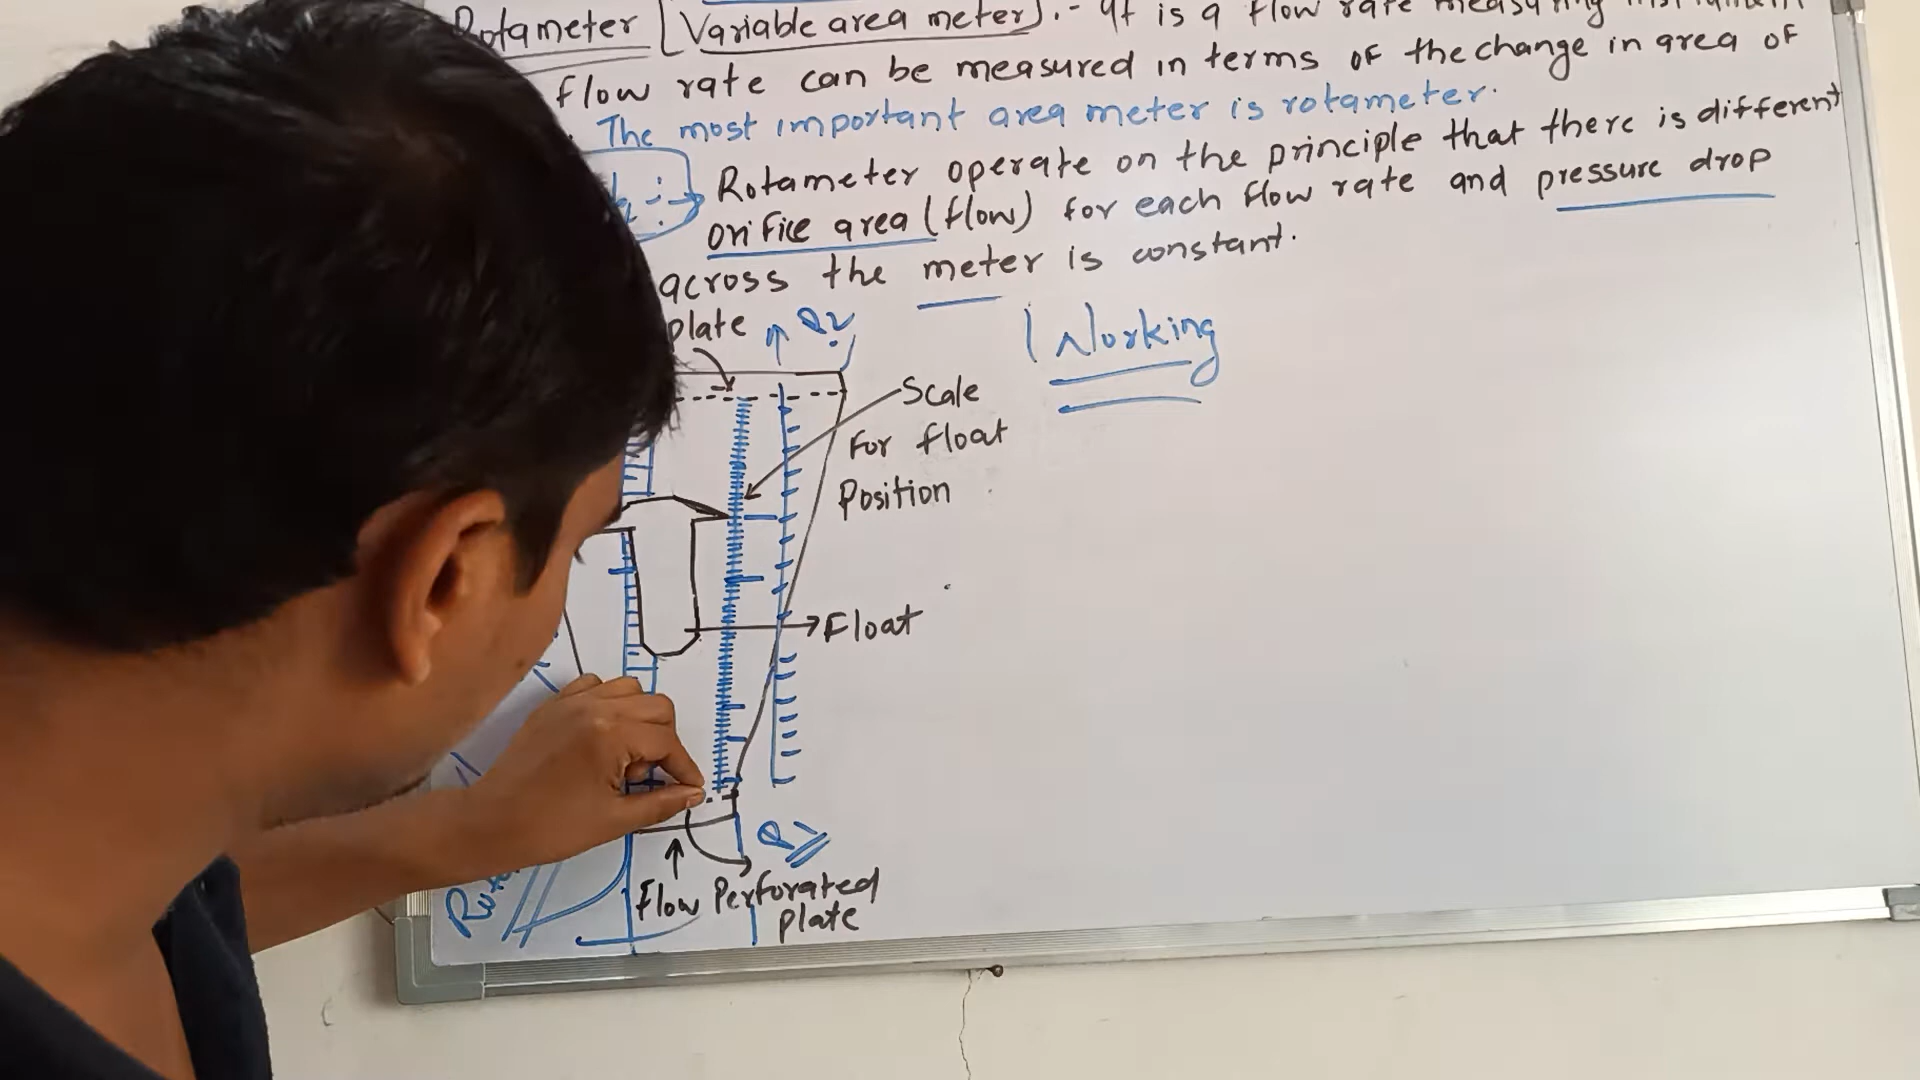 Rotameter [Variable area meter] :- It is a flow rate measuring instrument
flow rate can be measured in terms of the change in area of
The most important area meter is rotameter.
Rotameter operate on the principle that there is different
orifice area (flow) for each flow rate and pressure drop
across the meter is constant.
plate
Q2
Working
Scale
For float
Position
Float
Flow Perforated
plate